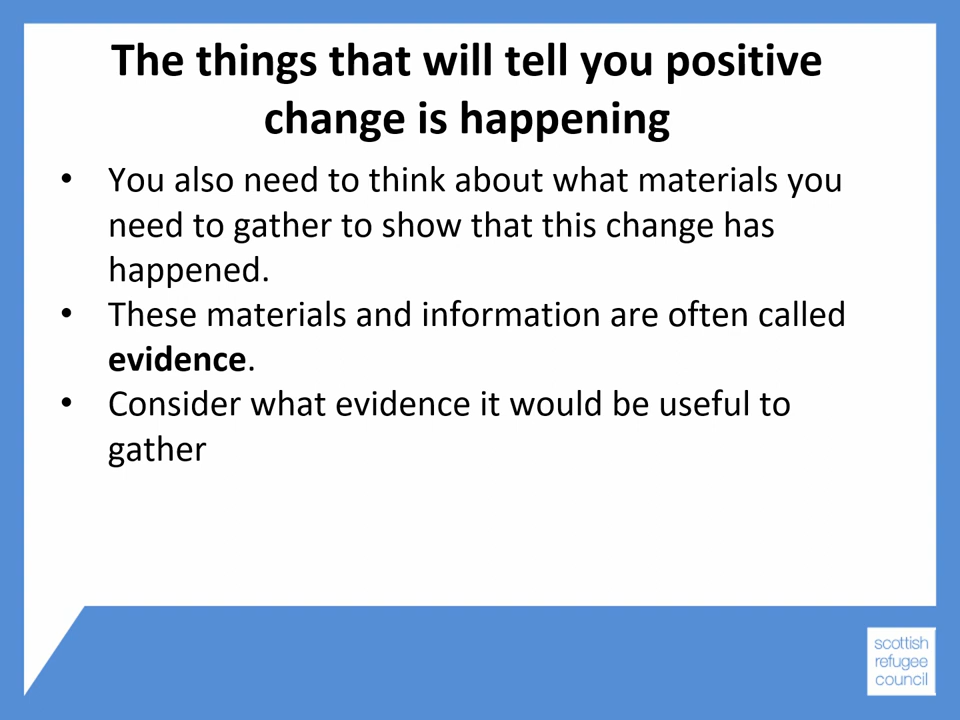 The things that will tell you positive
change is happening
• You also need to think about what materials you
need to gather to show that this change has
happened.
• These materials and information are often called
evidence.
• Consider what evidence it would be useful to
gather
scottish
refugee
council